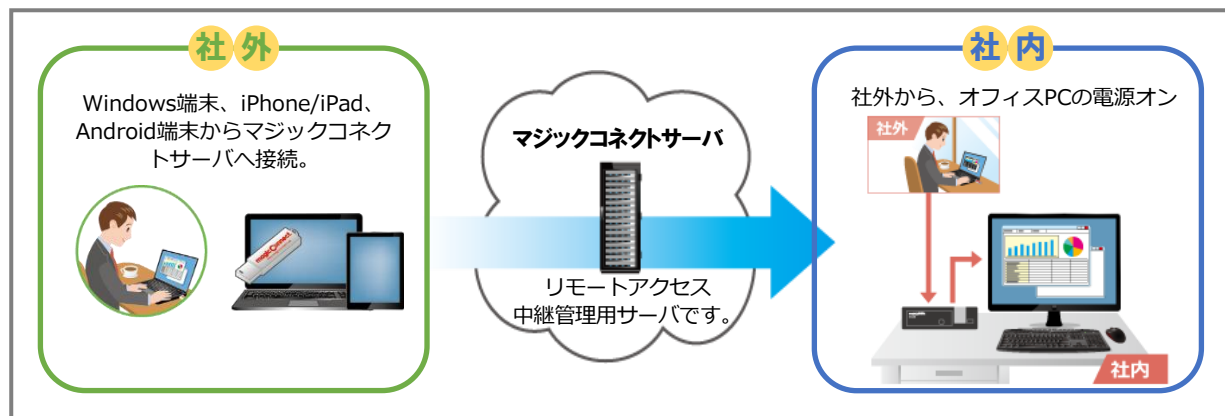 社外
Windows端末、iPhone/iPad、
Android端末からマジックコネク
トサーバへ接続。
magicConnect
マジックコネクトサーバ
リモートアクセス
中継管理用サーバです。
社内
社外から、オフィスPCの電源オン
社外
社内